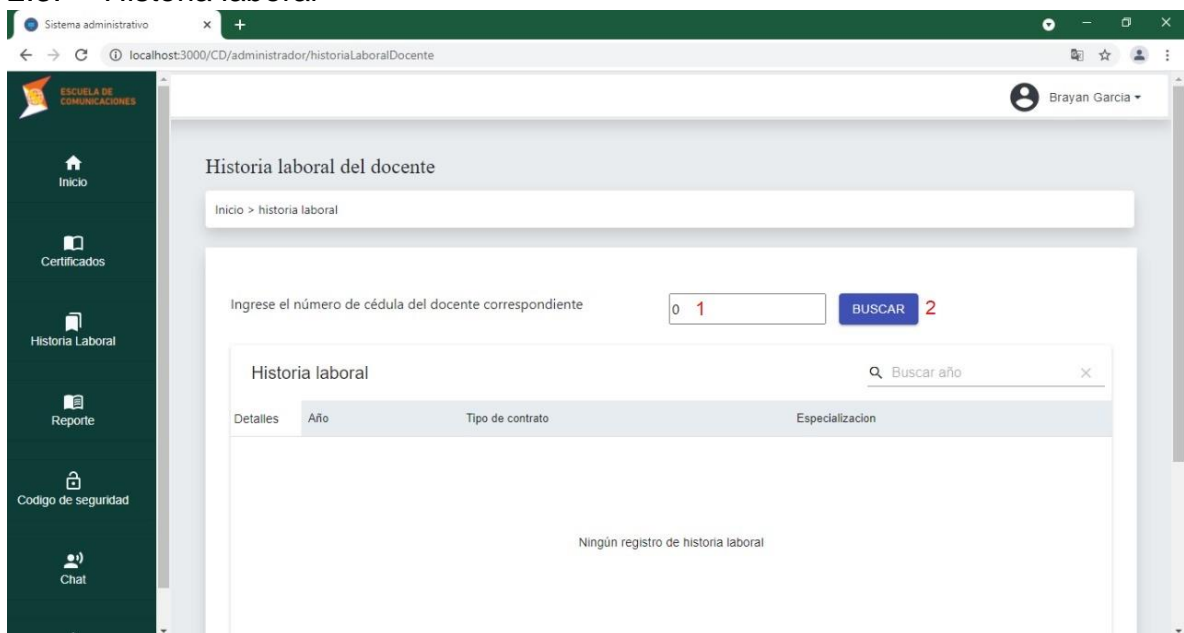 Sistema administrativo
localhost:3000/CD/administrador/historiaLaboralDocente
ESCUELA DE
COMUNICACIONES
Brayan Garcia
Inicio
Certificados
Historia Laboral
Reporte
Codigo de seguridad
Chat
Historia laboral del docente
Inicio > historia laboral
Ingrese el número de cédula del docente correspondiente
0 1
BUSCAR 2
Historia laboral
Buscar año
Detalles Año Tipo de contrato Especializacion
Ningún registro de historia laboral